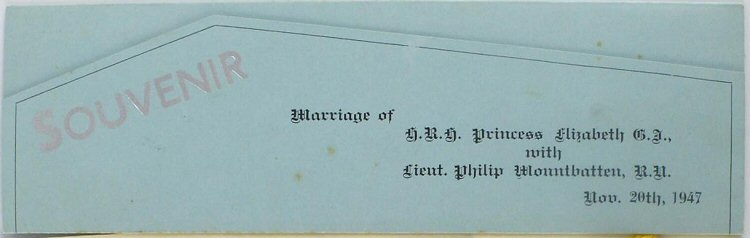 SOUVENIR
Marriage of
H.R.H. Princess Elizabeth G.J.,
with
Lieut. Philip Mountbatten, R.N.
Nov. 20th, 1947